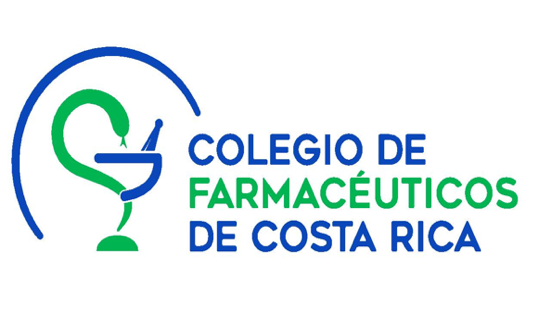 COLEGIO DE
FARMACÉUTICOS
DE COSTA RICA